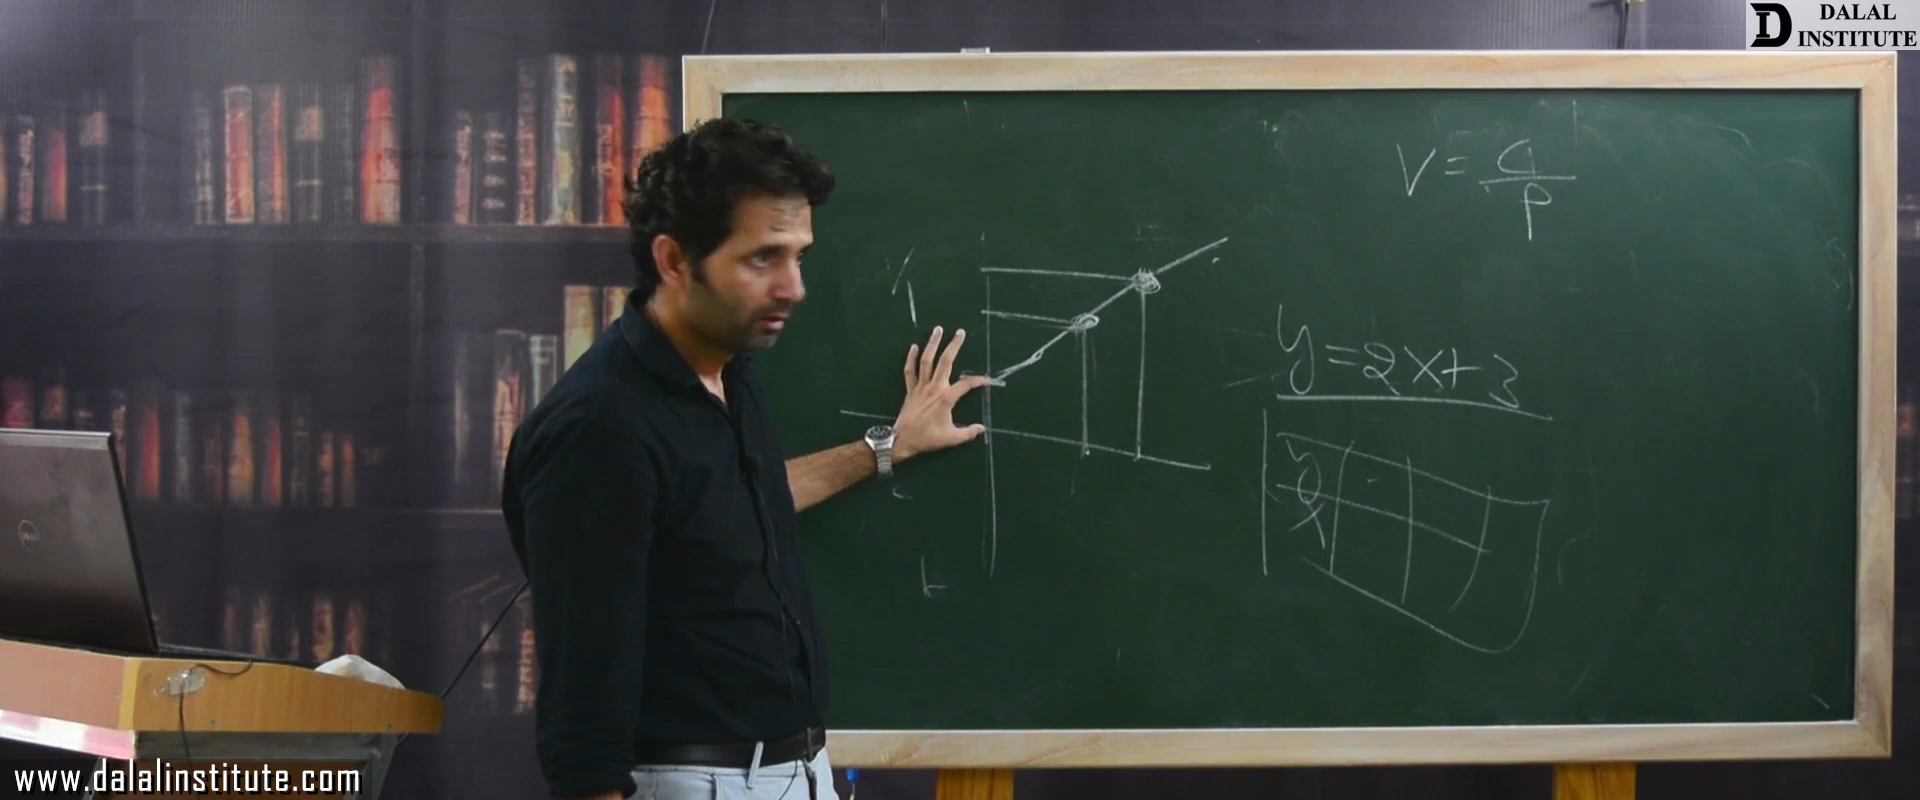 DALAL
INSTITUTE
V = C/P
y = 2x + 3
y
x
www.dalalinstitute.com